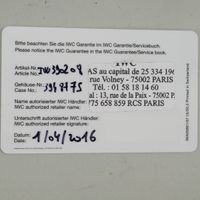 Bitte beachten Sie die IWC Garantie im IWC Garantie/Servicebuch.
Please notice the IWC Guarantee in the IWC Guarantee/Service book.
IWC
Artikel-Nr.
AS au capital de 25 334 19
rue Volney - 75002 PARIS
Gehäuse-Nr.
Case No.:
Tél. : 01 58 18 14 60
al : 13, rue de la Paix - 75002
Name autorisierter IWC Händler:
IWC authorized retailer name:
775 658 859 RCS PARIS
Unterschrift autorisierter IWC Händler:
IWC authorized retailer signature:
Datum:
Date: 1/04/2016
Printed in Switzerland